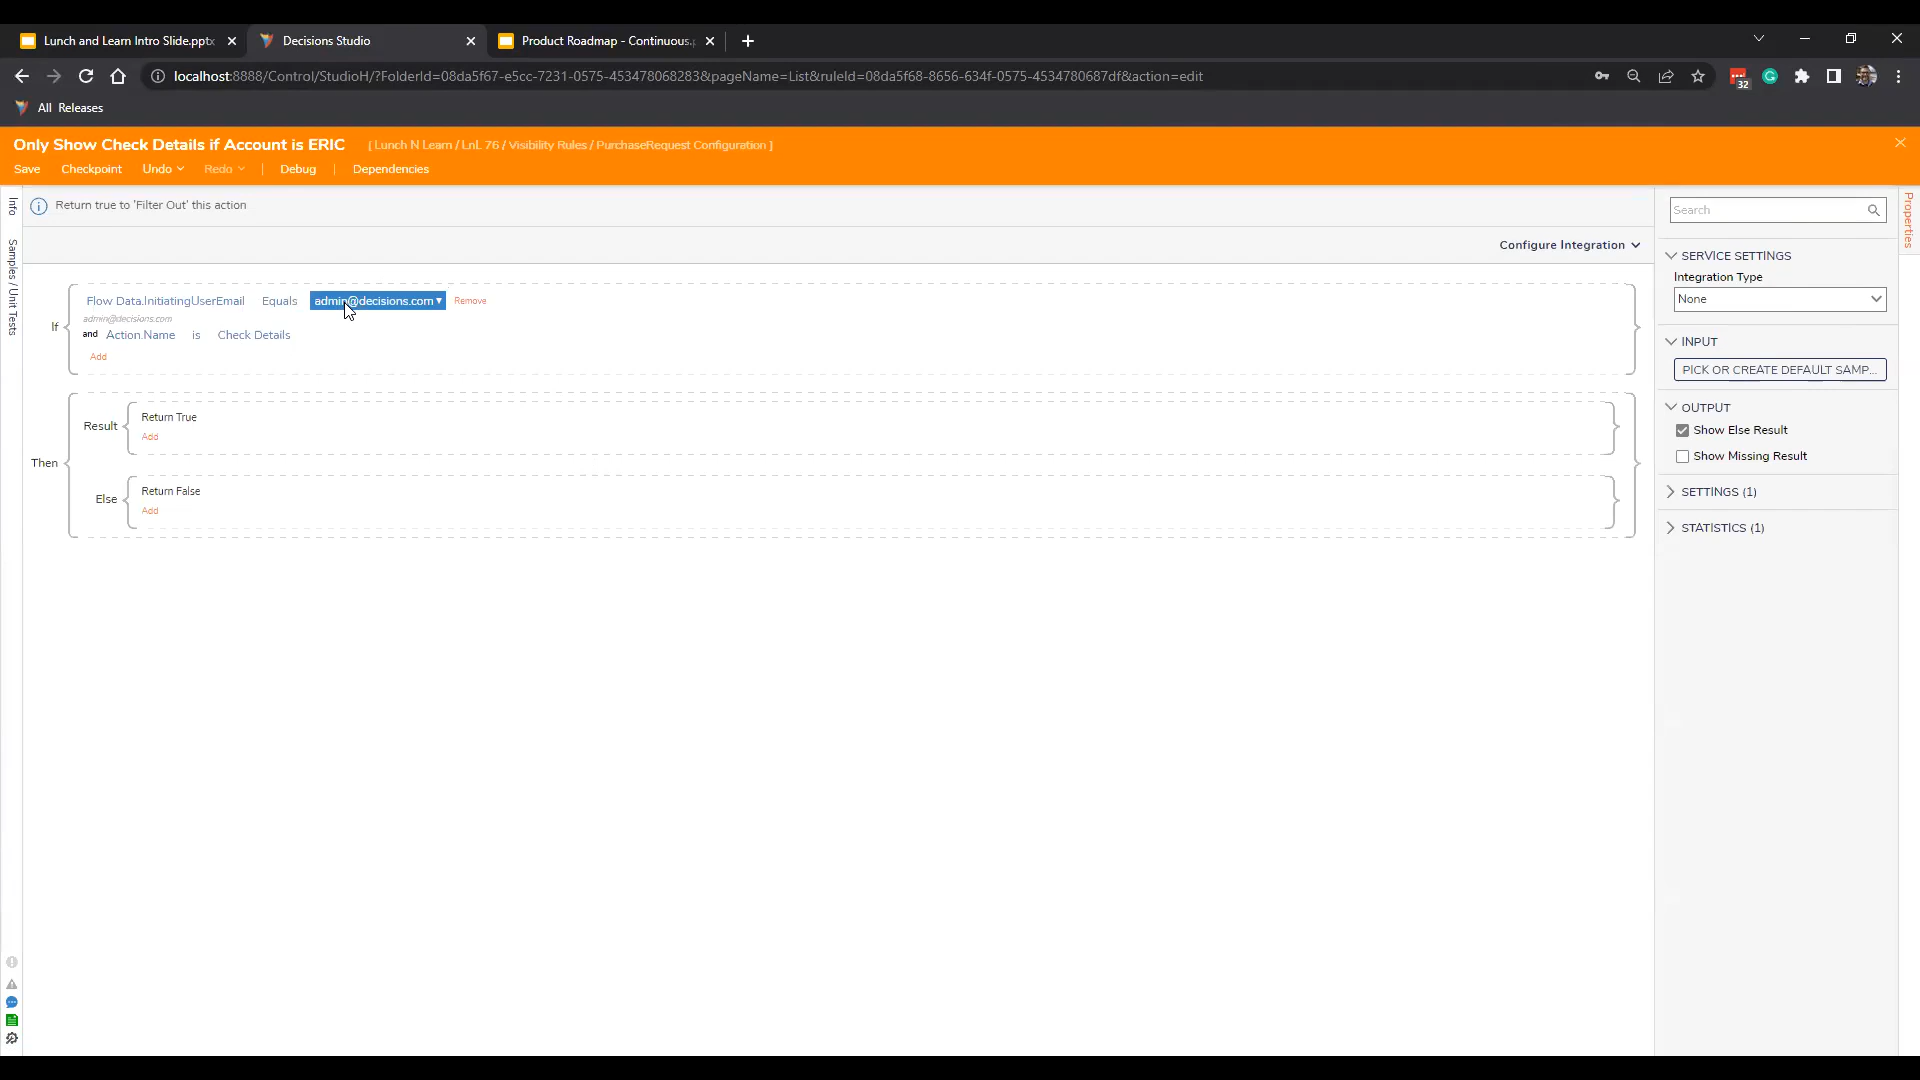 Lunch and Learn Intro Slide.pptx
Decisions Studio
Product Roadmap - Continuous.
localhost:8888/Control/StudioH/?FolderId=08da5f67-e5cc-7231-0575-453478068283&pageName=List&ruleId=08da5f68-8656-634f-0575-4534780687df&action=edit
32
All Releases
Only Show Check Details if Account is ERIC [ Lunch N Learn / LnL 76 / Visibility Rules / PurchaseRequest Configuration ]
Save Checkpoint Undo Redo | Debug | Dependencies
Info
Samples / Unit Tests
Return true to 'Filter Out' this action
Configure Integration
If
Flow Data.InitiatingUserEmail Equals admin@decisions.com Remove
admin@decisions.com
and Action.Name is Check Details
Add
Then
Result
Return True
Add
Else
Return False
Add
Search
Properties
SERVICE SETTINGS
Integration Type
None
INPUT
PICK OR CREATE DEFAULT SAMP...
OUTPUT
Show Else Result
Show Missing Result
SETTINGS (1)
STATISTICS (1)